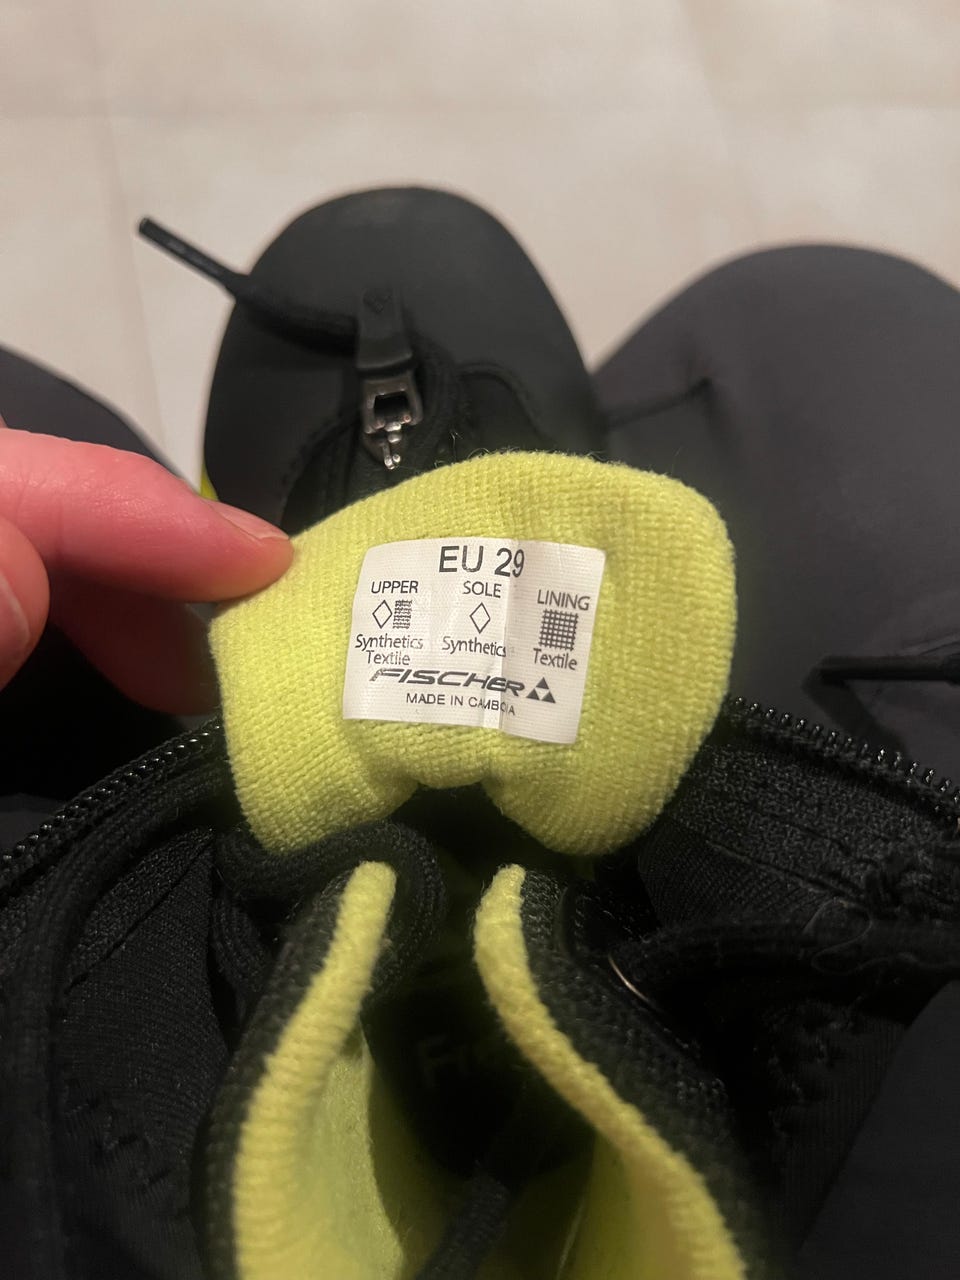 EU 29
UPPER SOLE LINING
Synthetics Synthetics Textile
Textile
FISCHER
MADE IN CAMBODIA